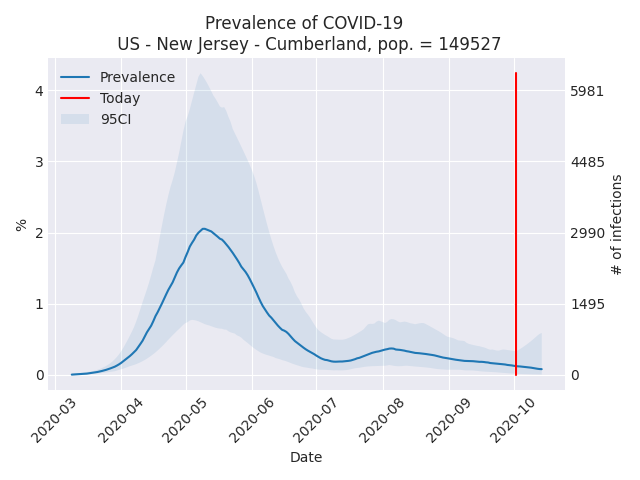 Prevalence of COVID-19
US - New Jersey - Cumberland, pop. = 149527
Prevalence
Today
95CI
4
3
2
1
0
%
5981
4485
2990
1495
0
# of infections
2020-03
2020-04
2020-05
2020-06
2020-07
2020-08
2020-09
2020-10
Date